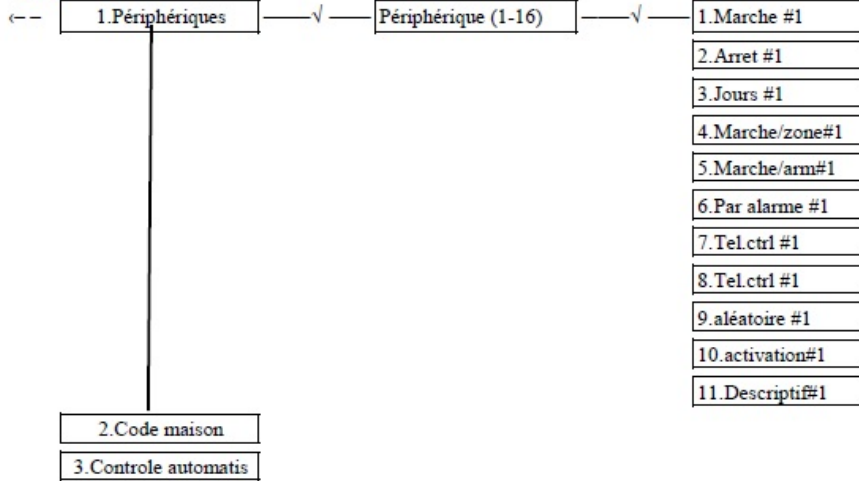 ←-- 1.Périphériques √ Périphérique (1-16) √ 1.Marche #1
2.Arret #1
3.Jours #1
4.Marche/zone#1
5.Marche/arm#1
6.Par alarme #1
7.Tel.ctrl #1
8.Tel.ctrl #1
9.aléatoire #1
10.activation#1
11.Descriptif#1
2.Code maison
3.Controle automatis